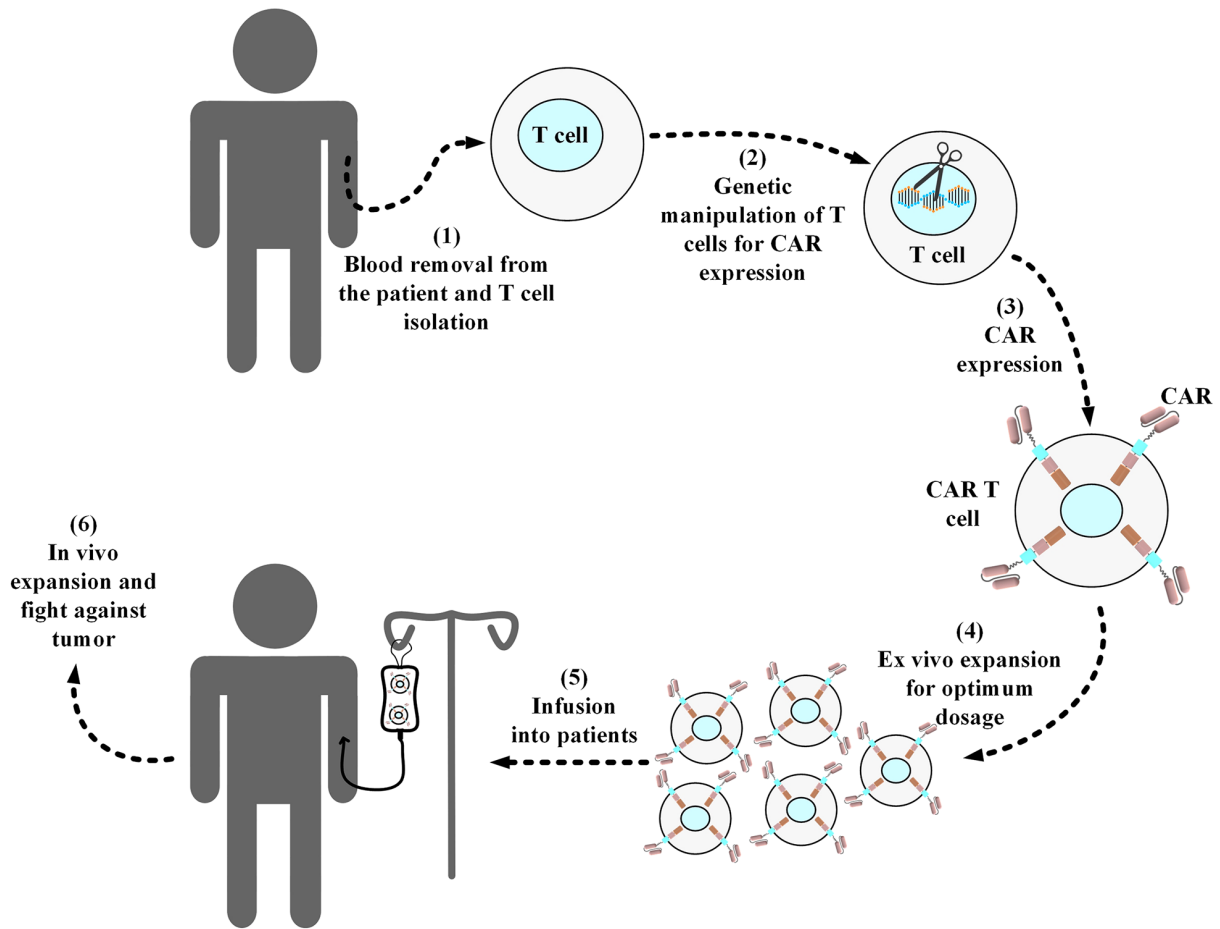 T cell
(1)
Blood removal from
the patient and T cell
isolation
(2)
Genetic
manipulation of T
cells for CAR
expression
T cell
(3)
CAR
expression
CAR
CAR T
cell
(4)
Ex vivo expansion
for optimum
dosage
(5)
Infusion
into patients
(6)
In vivo
expansion and
fight against
tumor